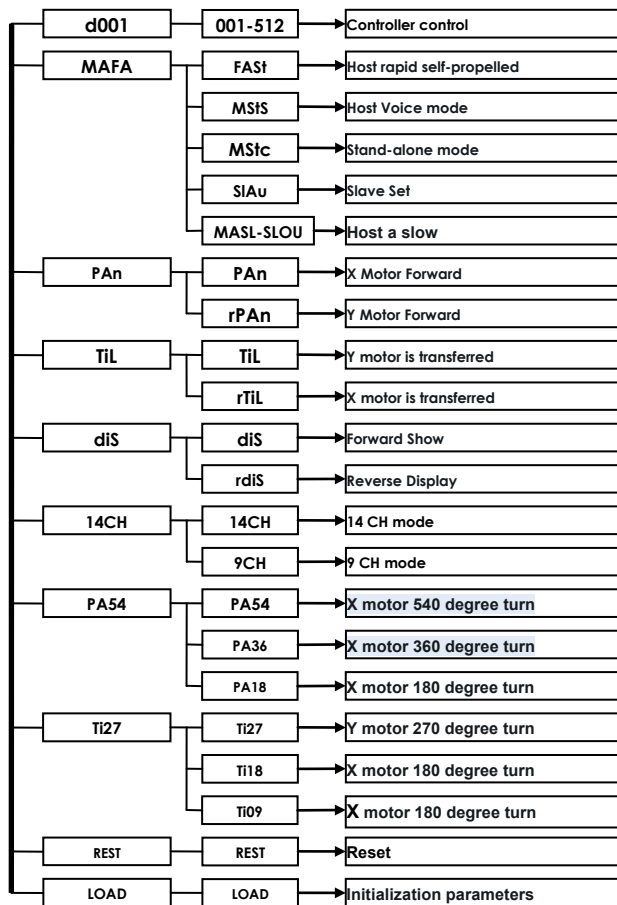 d001 001-512 Controller control
MAFA FASt Host rapid self-propelled
MStS Host Voice mode
MStc Stand-alone mode
SlAu Slave Set
MASL-SLOU Host a slow
PAn PAn X Motor Forward
rPAn Y Motor Forward
TiL TiL Y motor is transferred
rTiL X motor is transferred
diS diS Forward Show
rdiS Reverse Display
14CH 14CH 14 CH mode
9CH 9 CH mode
PA54 PA54 X motor 540 degree turn
PA36 X motor 360 degree turn
PA18 X motor 180 degree turn
Ti27 Ti27 Y motor 270 degree turn
Ti18 X motor 180 degree turn
Ti09 X motor 180 degree turn
REST REST Reset
LOAD LOAD Initialization parameters